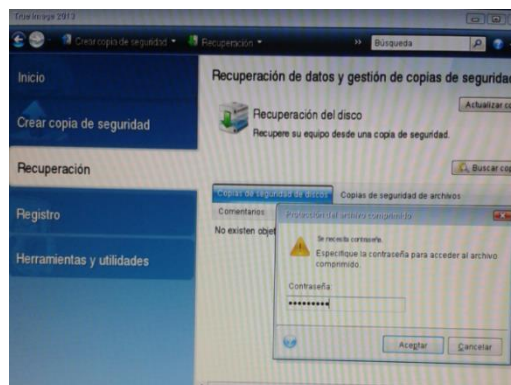 True Image 2013
Crear copia de seguridad
Recuperación
»
Búsqueda
Inicio
Crear copia de seguridad
Recuperación
Registro
Herramientas y utilidades
Recuperación de datos y gestión de copias de segurida
Actualizar
Recuperación del disco
Recupere su equipo desde una copia de seguridad.
Buscar cop
Copias de seguridad de discos
Copias de seguridad de archivos
Comentarios
No existen objet
Protección del archivo comprimido
Se necesita contraseña.
Especifique la contraseña para acceder al archivo
comprimido.
Contraseña
•••••••••
Aceptar
Cancelar